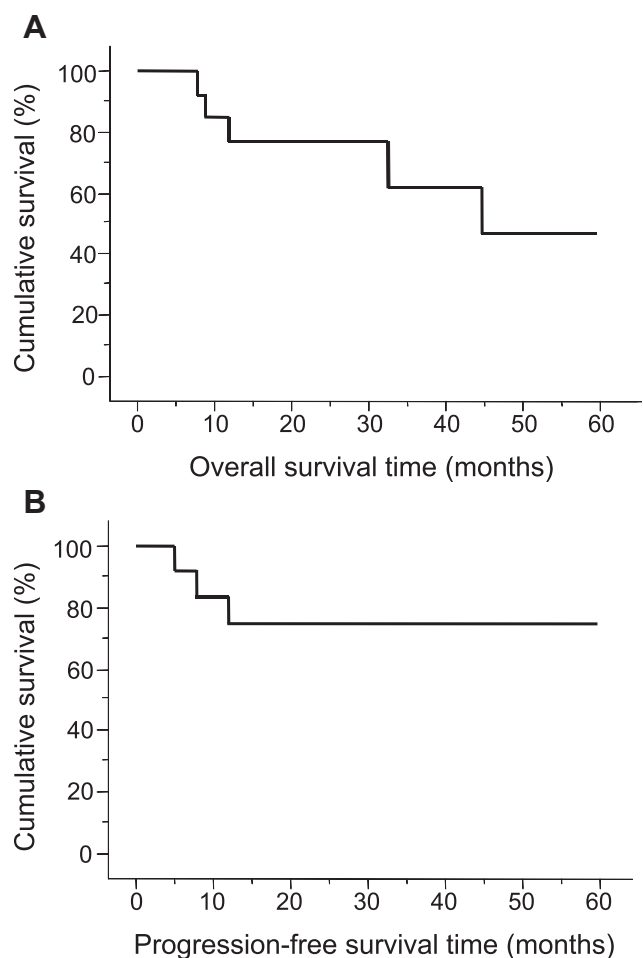 A
Cumulative survival (%)
100
80
60
40
20
0
0 10 20 30 40 50 60
Overall survival time (months)
B
Cumulative survival (%)
100
80
60
40
20
0
0 10 20 30 40 50 60
Progression-free survival time (months)